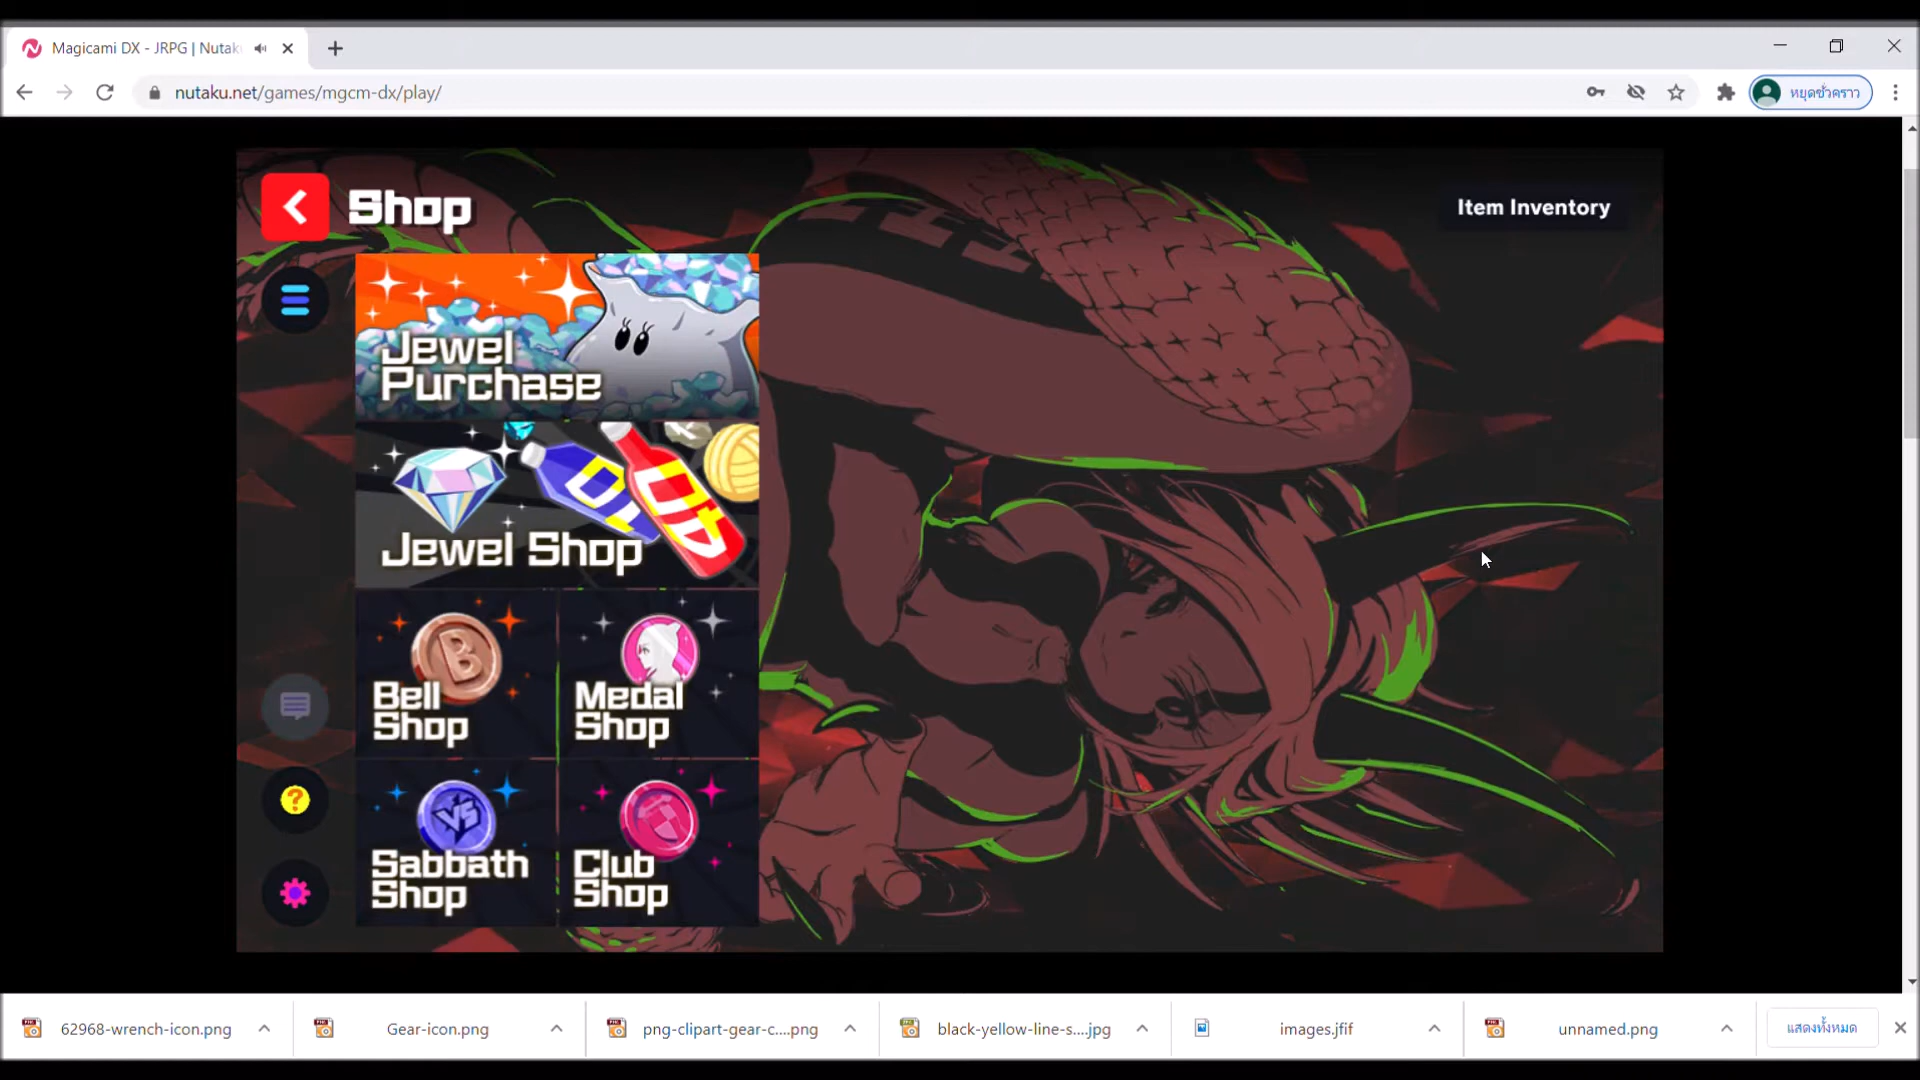 Magicami DX - JRPG | Nutak
nutaku.net/games/mgcm-dx/play/
หยุดชั่วคราว
Shop
Item Inventory
Jewel
Purchase
Jewel Shop
Bell
Shop
Medal
Shop
Sabbath
Shop
Club
Shop
62968-wrench-icon.png
Gear-icon.png
png-clipart-gear-c....png
black-yellow-line-s....jpg
images.jfif
unnamed.png
แสดงทั้งหมด